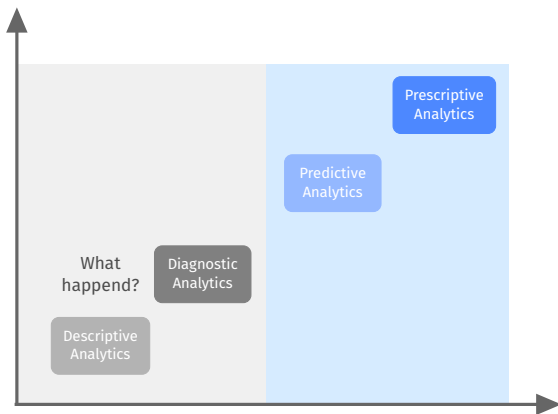 Prescriptive
Analytics
Predictive
Analytics
What
happend?
Diagnostic
Analytics
Descriptive
Analytics